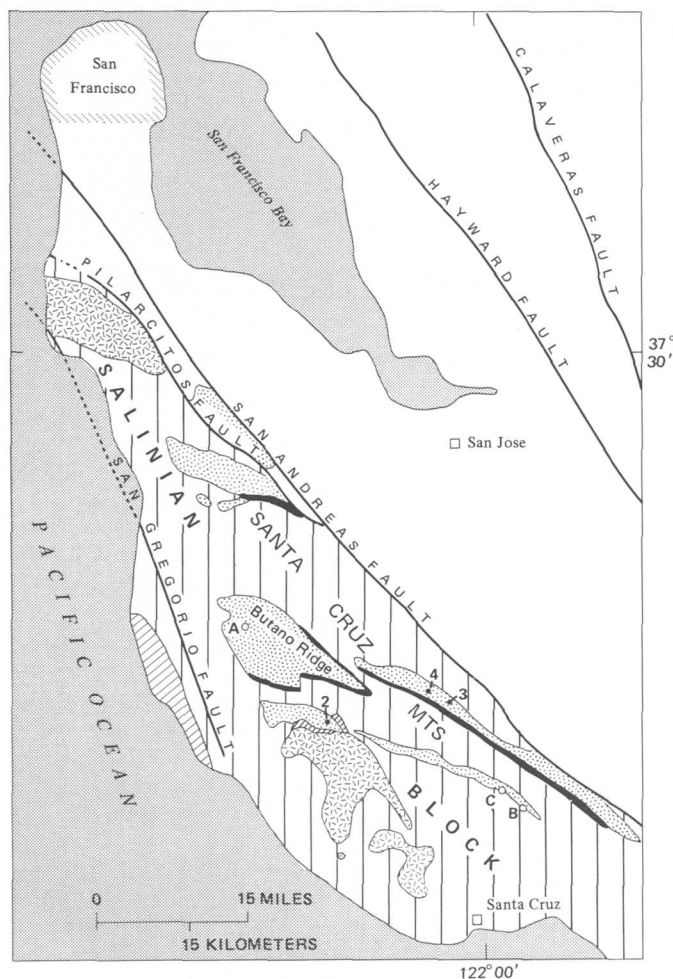 San
Francisco
San Francisco Bay
CALAVERAS FAULT
HAYWARD FAULT
PILARCITOS FAULT
37°
30'
SALINIAN
SAN ANDREAS FAULT
San Jose
SAN GREGORIO FAULT
SANTA
PACIFIC OCEAN
CRUZ
A
Butano Ridge
4
3
2
MTS
C
B
BLOCK
0
15 MILES
15 KILOMETERS
Santa Cruz
122°00'